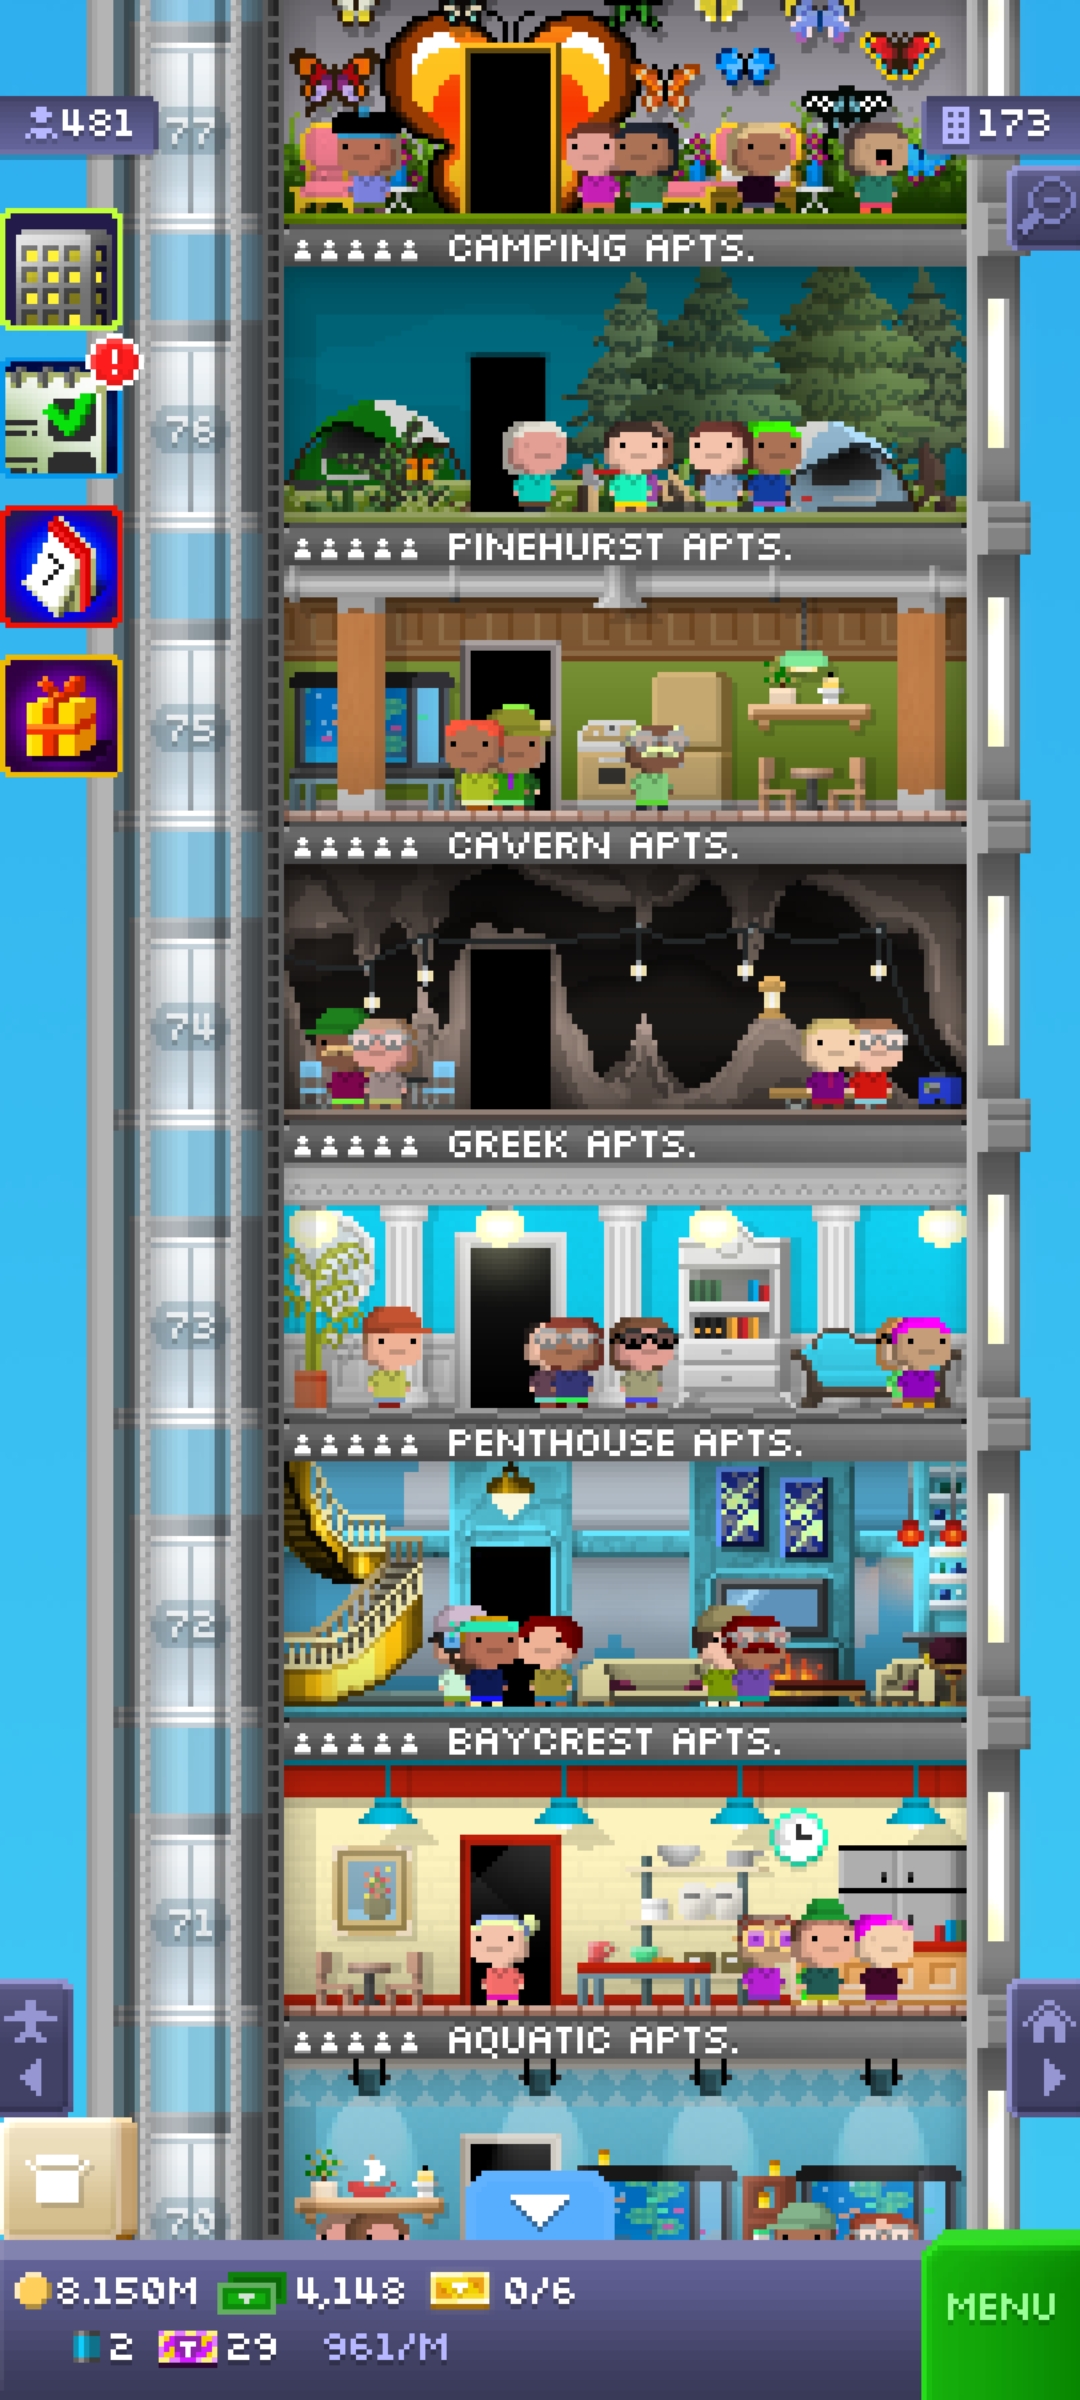 481
77
173
CAMPING APTS.
76
PINEHURST APTS.
75
CAVERN APTS.
74
GREEK APTS.
73
PENTHOUSE APTS.
72
BAYCREST APTS.
71
AQUATIC APTS.
70
8.150M 4,148 0/6
2 29 961/M
MENU